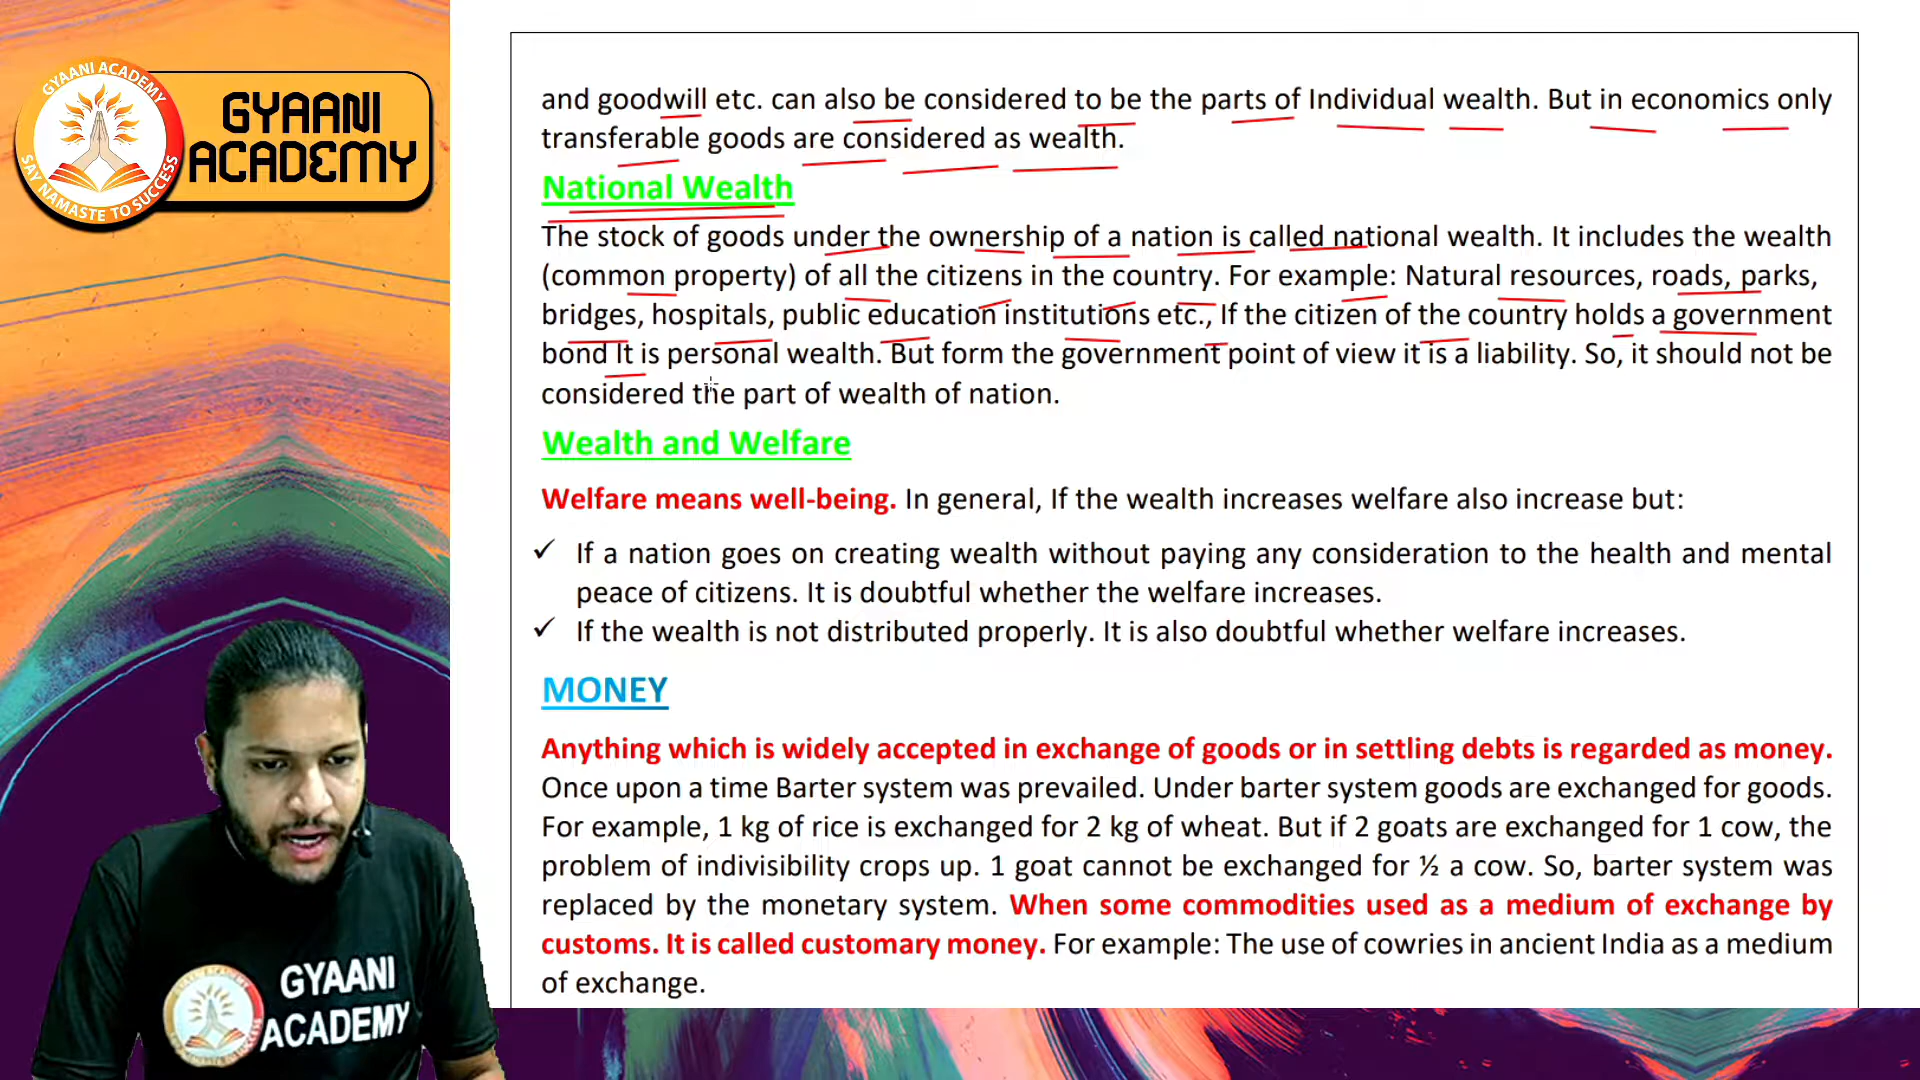 GYAANI ACADEMY
SAY NAMASTE TO SUCCESS
GYAANI
ACADEMY
and goodwill etc. can also be considered to be the parts of Individual wealth. But in economics only
transferable goods are considered as wealth.
National Wealth
The stock of goods under the ownership of a nation is called national wealth. It includes the wealth
(common property) of all the citizens in the country. For example: Natural resources, roads, parks,
bridges, hospitals, public education institutions etc., If the citizen of the country holds a government
bond It is personal wealth. But form the government point of view it is a liability. So, it should not be
considered the part of wealth of nation.
Wealth and Welfare
Welfare means well-being. In general, If the wealth increases welfare also increase but:
✓ If a nation goes on creating wealth without paying any consideration to the health and mental
peace of citizens. It is doubtful whether the welfare increases.
✓ If the wealth is not distributed properly. It is also doubtful whether welfare increases.
MONEY
Anything which is widely accepted in exchange of goods or in settling debts is regarded as money.
Once upon a time Barter system was prevailed. Under barter system goods are exchanged for goods.
For example, 1 kg of rice is exchanged for 2 kg of wheat. But if 2 goats are exchanged for 1 cow, the
problem of indivisibility crops up. 1 goat cannot be exchanged for ½ a cow. So, barter system was
replaced by the monetary system. When some commodities used as a medium of exchange by
customs. It is called customary money. For example: The use of cowries in ancient India as a medium
of exchange.
GYAANI
ACADEMY